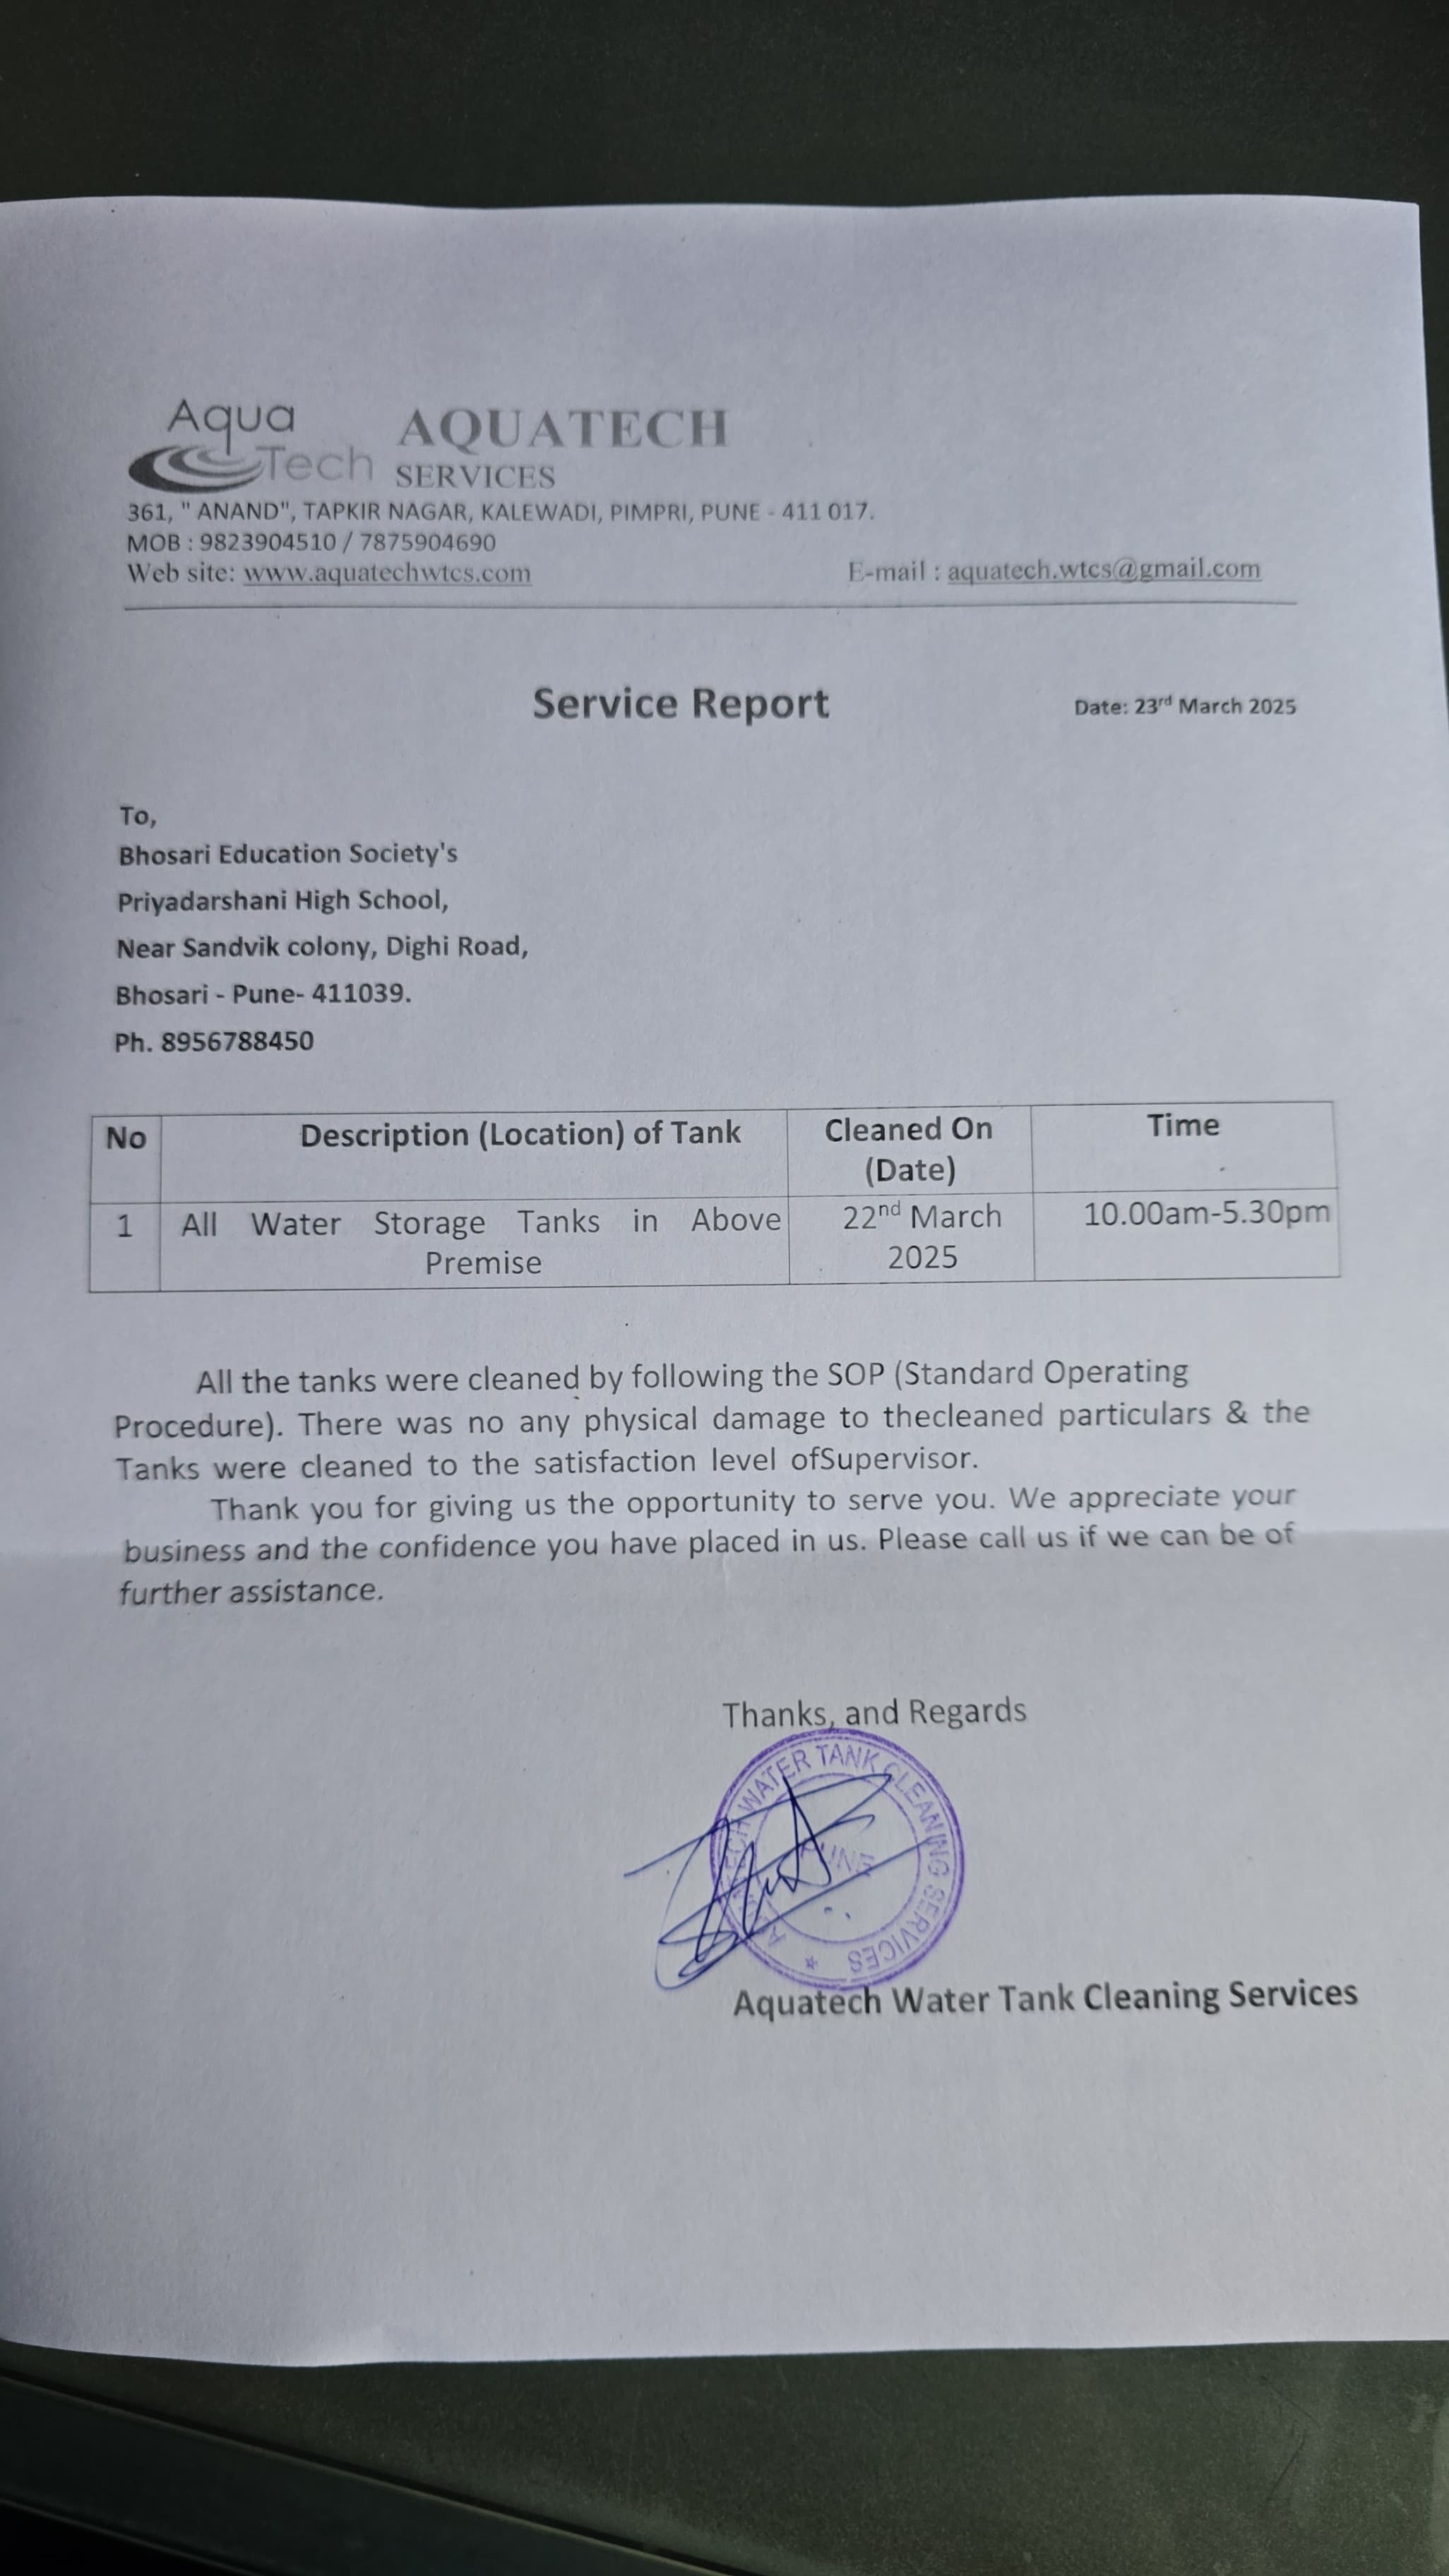 Aqua
Tech
AQUATECH
SERVICES
361, " ANAND", TAPKIR NAGAR, KALEWADI, PIMPRI, PUNE - 411 017.
MOB : 9823904510 / 7875904690
Web site: www.aquatechwtcs.com E-mail : aquatech.wtcs@gmail.com
Service Report Date: 23rd March 2025
To,
Bhosari Education Society's
Priyadarshani High School,
Near Sandvik colony, Dighi Road,
Bhosari - Pune- 411039.
Ph. 8956788450
No Description (Location) of Tank Cleaned On Time
(Date)
1 All Water Storage Tanks in Above 22nd March 10.00am-5.30pm
Premise 2025
All the tanks were cleaned by following the SOP (Standard Operating
Procedure). There was no any physical damage to thecleaned particulars & the
Tanks were cleaned to the satisfaction level ofSupervisor.
Thank you for giving us the opportunity to serve you. We appreciate your
business and the confidence you have placed in us. Please call us if we can be of
further assistance.
Thanks, and Regards
WATER TANK CLEANING SERVICES
Aquatech Water Tank Cleaning Services